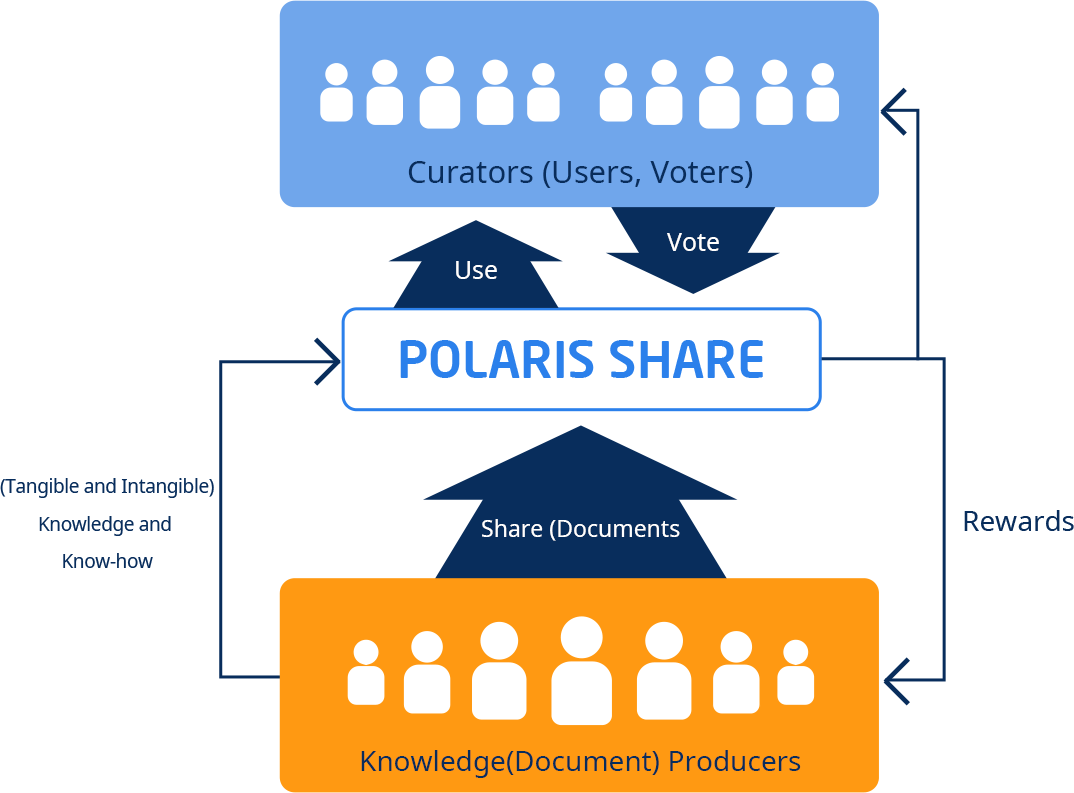 Curators (Users, Voters)
Use
Vote
POLARIS SHARE
(Tangible and Intangible)
Knowledge and
Know-how
Share (Documents
Rewards
Knowledge(Document) Producers